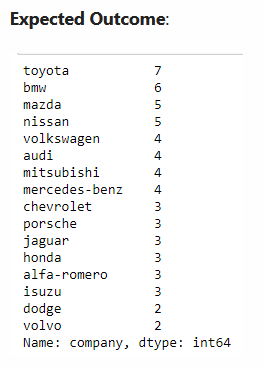 Expected Outcome:
toyota 7
bmw 6
mazda 5
nissan 5
volkswagen 4
audi 4
mitsubishi 4
mercedes-benz 4
chevrolet 3
porsche 3
jaguar 3
honda 3
alfa-romero 3
isuzu 3
dodge 2
volvo 2
Name: company, dtype: int64